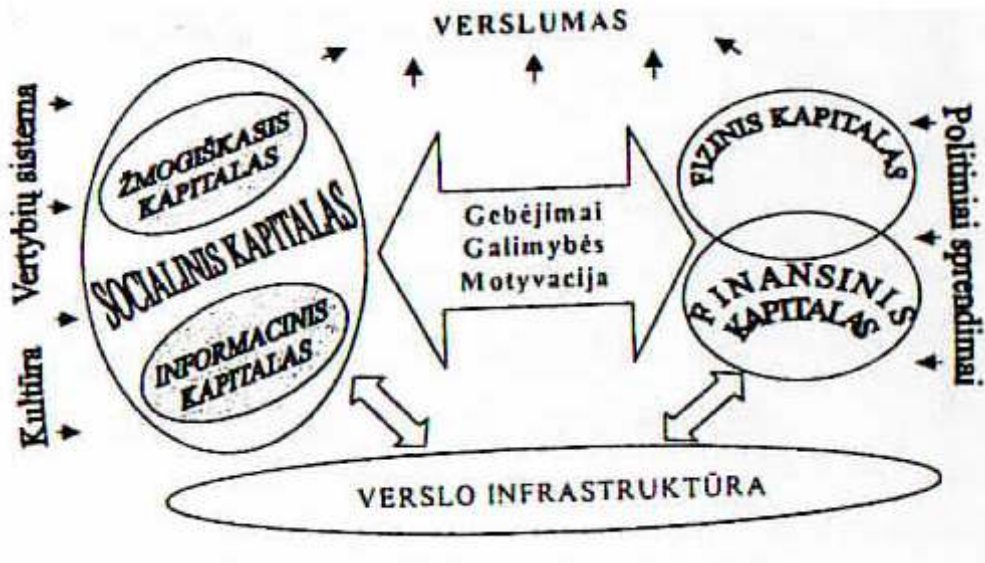 VERSLUMAS
Kultūra Vertybių sistema
ŽMOGIŠKASIS
KAPITALAS
SOCIALINIS KAPITALAS
INFORMACINIS
KAPITALAS
Gebėjimai
Galimybės
Motyvacija
FIZINIS KAPITALAS
FINANSINIS
KAPITALAS
Politiniai sprendimai
VERSLO INFRASTRUKTŪRA